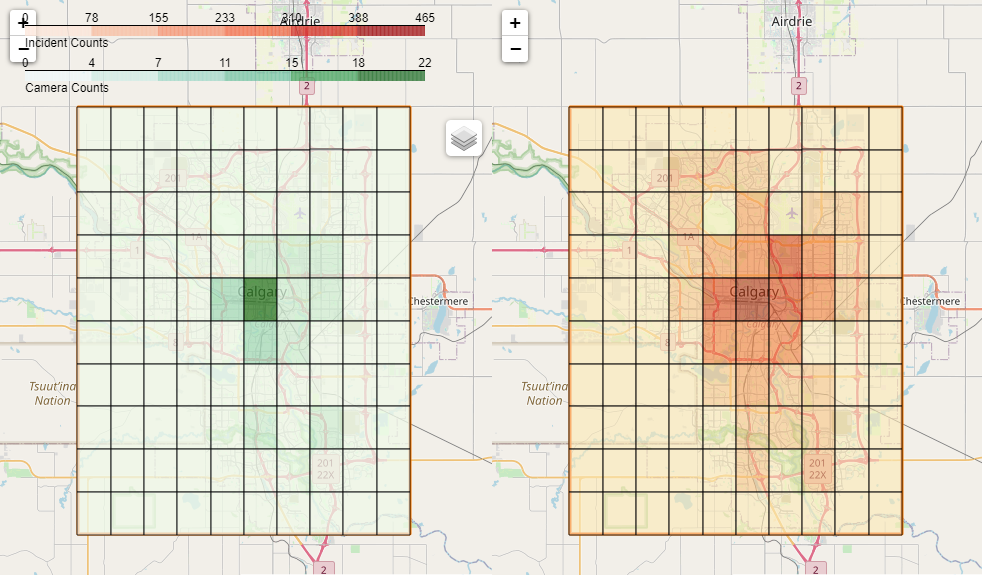 +
−
0 78 155 233 310 388 465
Incident Counts
0 4 7 11 15 18 22
Camera Counts
Airdrie
2
201
1
1A
Calgary
Chestermere
8
Tsuut'ina
Nation
201
22X
2
+
−
Airdrie
2
201
1
1A
Calgary
Chestermere
8
Tsuut'ina
Nation
201
22X
2